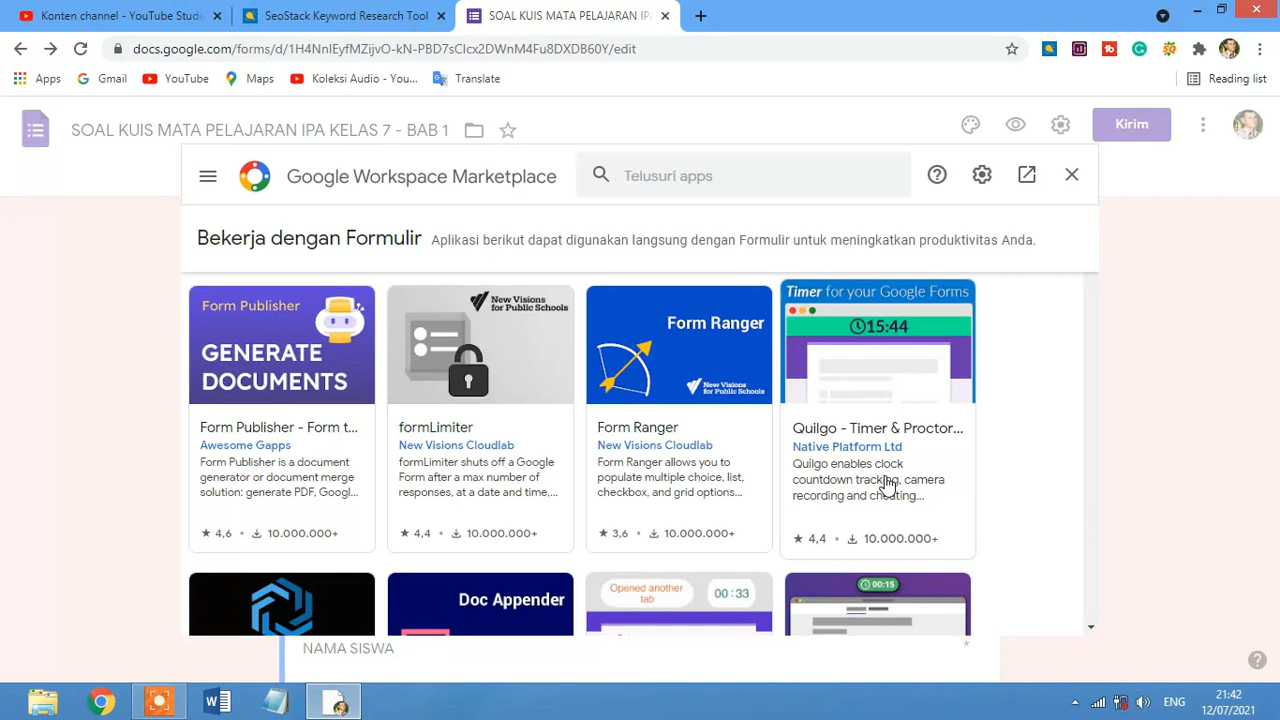 Konten channel - YouTube Stud
SeoStack Keyword Research Tool
SOAL KUIS MATA PELAJARAN IPA
docs.google.com/forms/d/1H4NnlEyfMZijvO-kN-PBD7sClcx2DWnM4Fu8DXDB60Y/edit
Apps
Gmail
YouTube
Maps
Koleksi Audio - You...
Translate
Reading list
SOAL KUIS MATA PELAJARAN IPA KELAS 7 - BAB 1
Kirim
Google Workspace Marketplace
Telusuri apps
Bekerja dengan Formulir
Aplikasi berikut dapat digunakan langsung dengan Formulir untuk meningkatkan produktivitas Anda.
Form Publisher
GENERATE
DOCUMENTS
Form Publisher - Form t...
Awesome Gapps
Form Publisher is a document
generator or document merge
solution: generate PDF, Googl...
4,6 • 10.000.000+
New Visions
for Public Schools
formLimiter
New Visions Cloudlab
formLimiter shuts off a Google
Form after a max number of
responses, at a date and time,...
4,4 • 10.000.000+
Form Ranger
New Visions
for Public Schools
Form Ranger
New Visions Cloudlab
Form Ranger allows you to
populate multiple choice, list,
checkbox, and grid options...
3,6 • 10.000.000+
Timer for your Google Forms
15:44
Quilgo - Timer & Proctor...
Native Platform Ltd
Quilgo enables clock
countdown tracking, camera
recording and cheating...
4,4 • 10.000.000+
Doc Appender
Opened another
tab
00:33
00:15
NAMA SISWA
*
ENG
21:42
12/07/2021